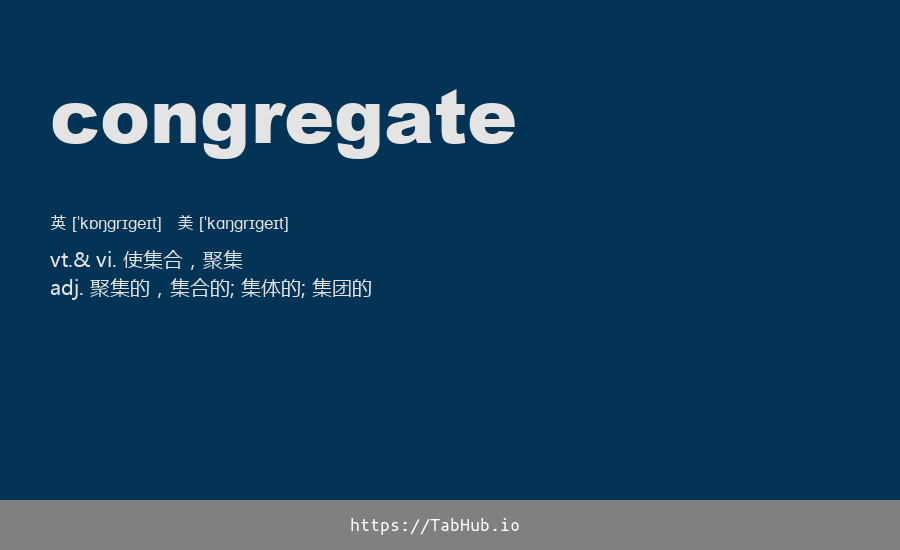 congregate
英 [ˈkɒŋgrɪgeɪt] 美 [ˈkɑŋgrɪgeɪt]
vt.& vi. 使集合，聚集
adj. 聚集的，集合的; 集体的; 集团的
https://TabHub.io